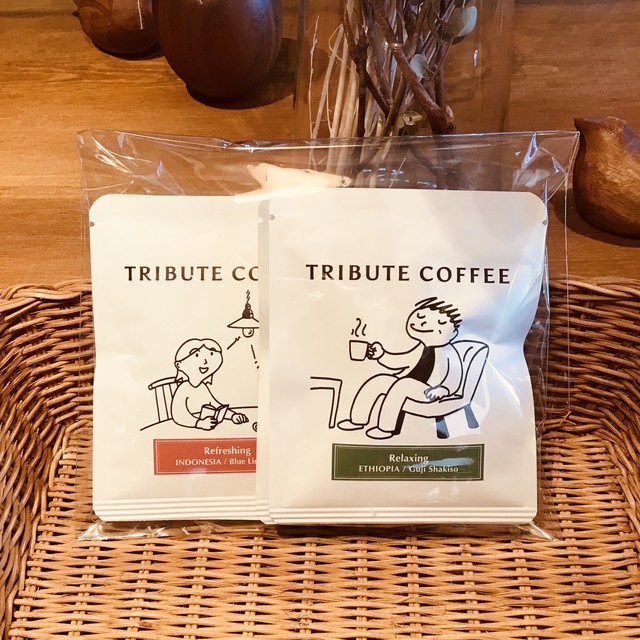 TRIBUTE CO
Refreshing
INDONESIA / Blue Li
TRIBUTE COFFEE
Relaxing
ETHIOPIA / Guji Shakiso